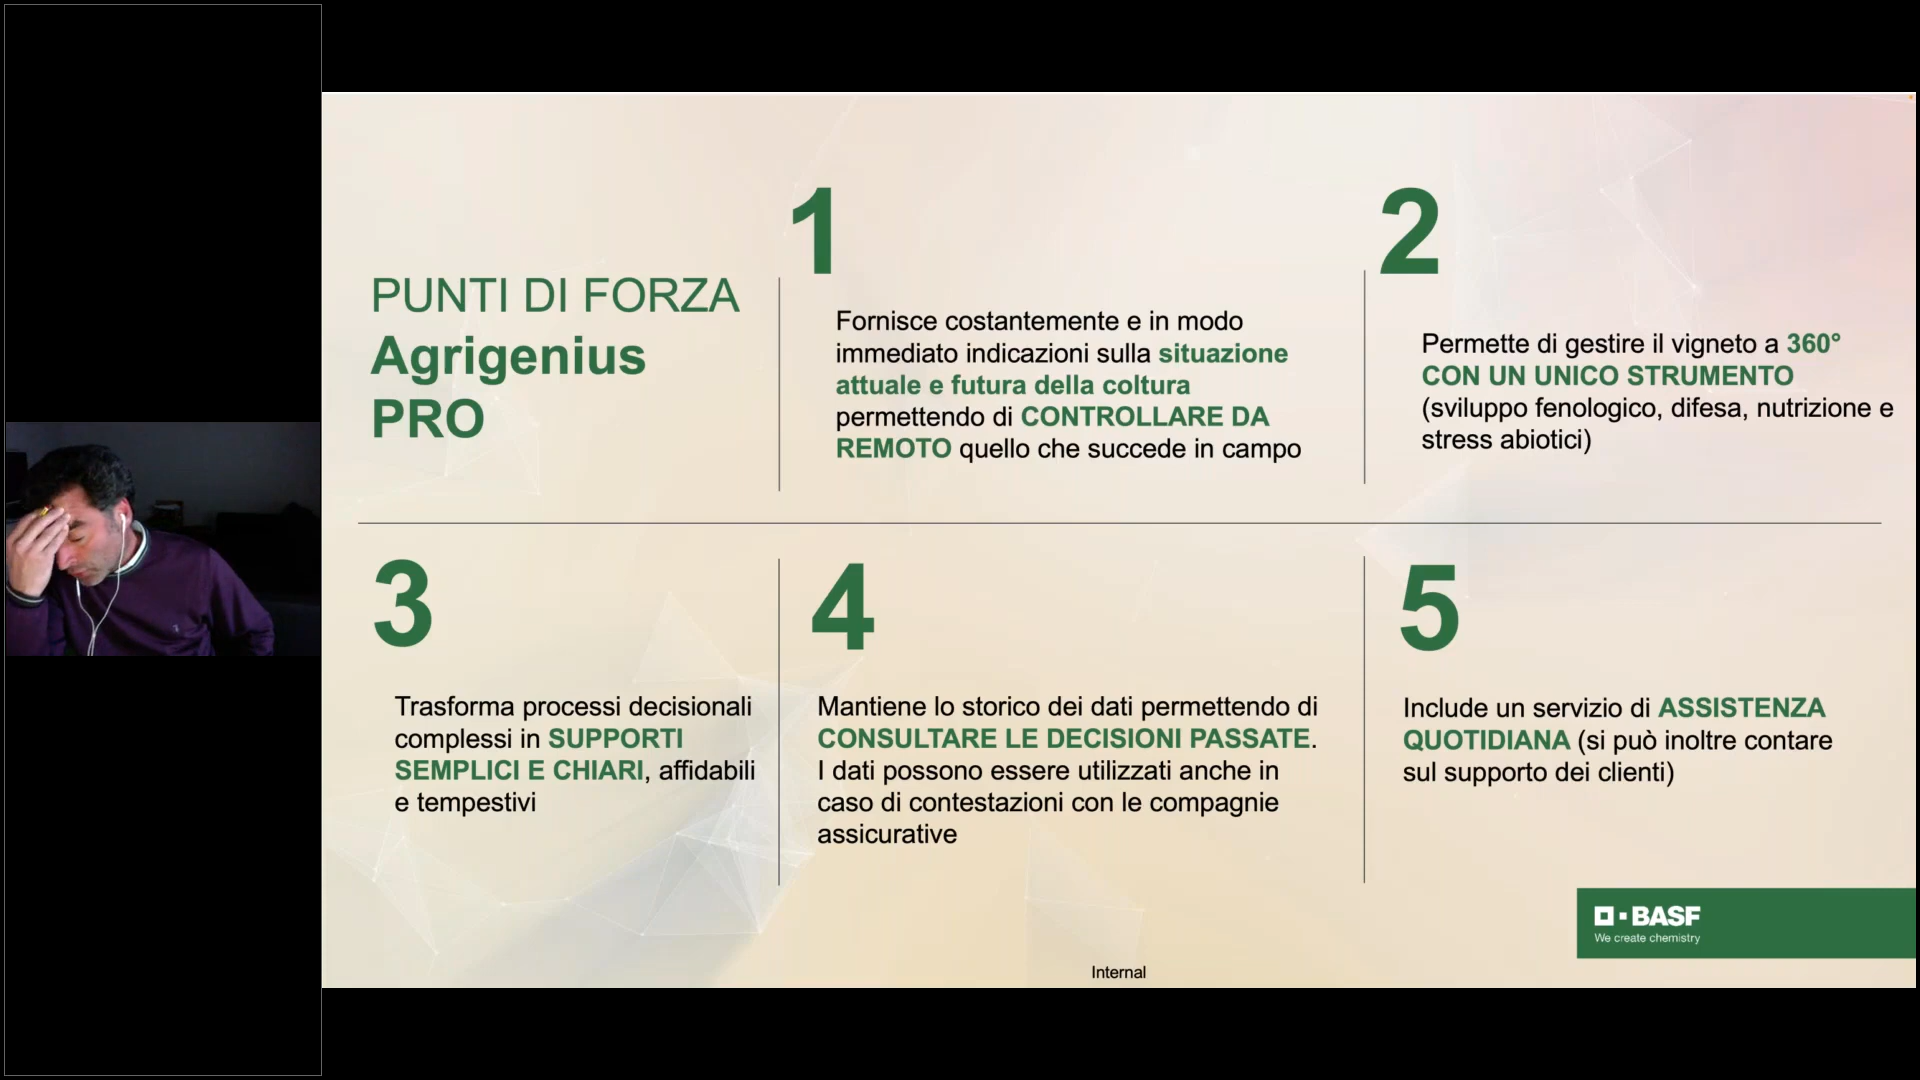 PUNTI DI FORZA
Agrigenius
PRO
1
Fornisce costantemente e in modo
immediato indicazioni sulla situazione
attuale e futura della coltura
permettendo di CONTROLLARE DA
REMOTO quello che succede in campo
2
Permette di gestire il vigneto a 360°
CON UN UNICO STRUMENTO
(sviluppo fenologico, difesa, nutrizione e
stress abiotici)
3
Trasforma processi decisionali
complessi in SUPPORTI
SEMPLICI E CHIARI, affidabili
e tempestivi
4
Mantiene lo storico dei dati permettendo di
CONSULTARE LE DECISIONI PASSATE.
I dati possono essere utilizzati anche in
caso di contestazioni con le compagnie
assicurative
5
Include un servizio di ASSISTENZA
QUOTIDIANA (si può inoltre contare
sul supporto dei clienti)
BASF
We create chemistry
Internal